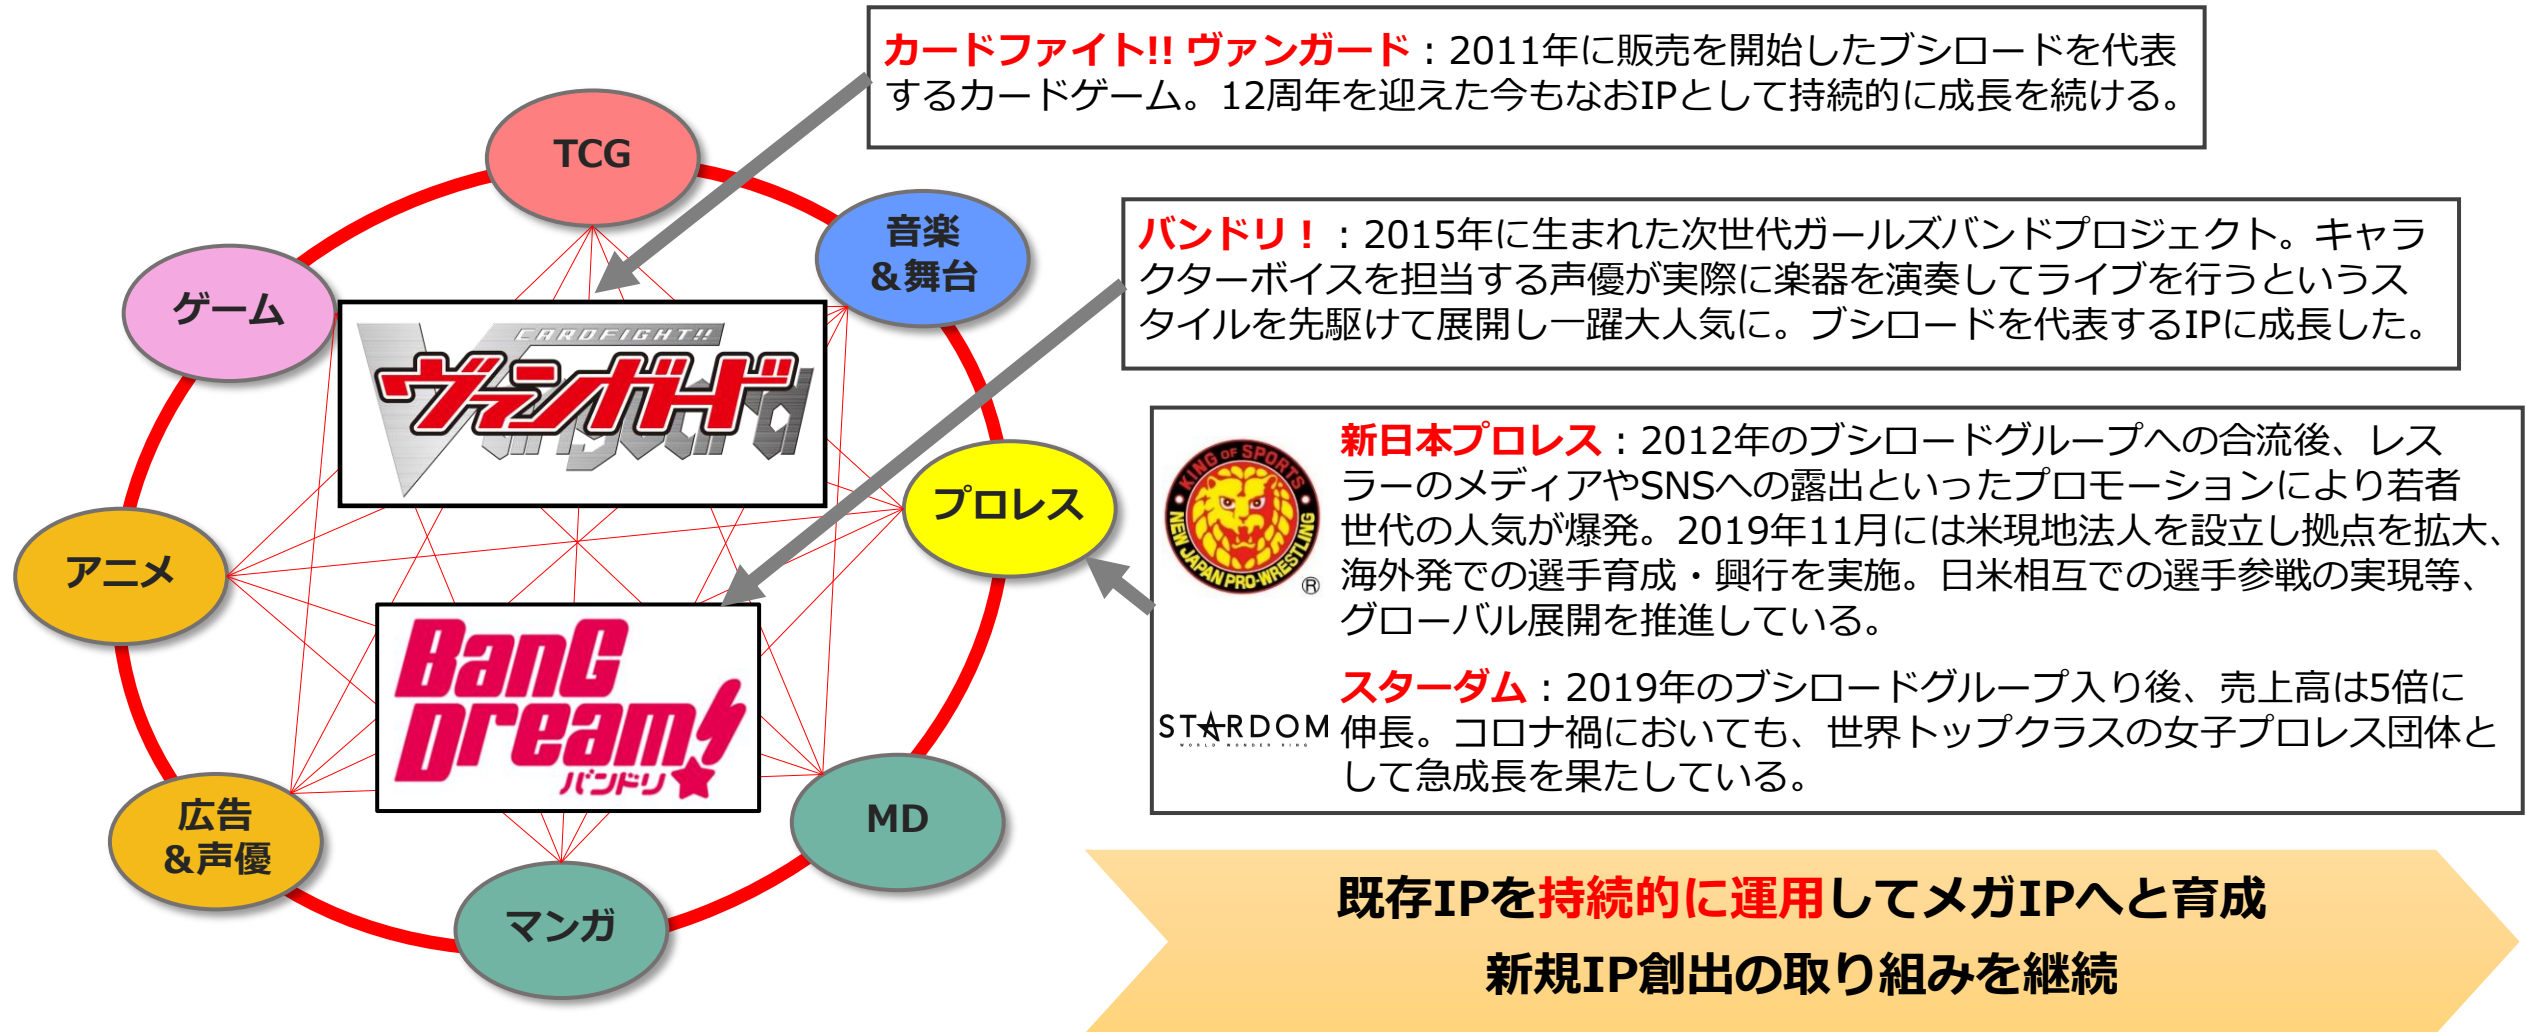 カードファイト!! ヴァンガード：2011年に販売を開始したブシロードを代表
するカードゲーム。12周年を迎えた今もなおIPとして持続的に成長を続ける。
TCG
音楽
＆舞台
バンドリ！：2015年に生まれた次世代ガールズバンドプロジェクト。キャラ
クターボイスを担当する声優が実際に楽器を演奏してライブを行うというス
タイルを先駆けて展開し一躍大人気に。ブシロードを代表するIPに成長した。
ゲーム
CARDFIGHT!!
Vanguard
ヴァンガード
プロレス
KING OF SPORTS
NEW JAPAN PRO-WRESTLING
®
新日本プロレス：2012年のブシロードグループへの合流後、レス
ラーのメディアやSNSへの露出といったプロモーションにより若者
世代の人気が爆発。2019年11月には米現地法人を設立し拠点を拡大、
海外発での選手育成・興行を実施。日米相互での選手参戦の実現等、
グローバル展開を推進している。
アニメ
BanG
Dream!
バンドリ
STARDOM
WORLD WONDER RING
スターダム：2019年のブシロードグループ入り後、売上高は5倍に
伸長。コロナ禍においても、世界トップクラスの女子プロレス団体と
して急成長を果たしている。
広告
＆声優
MD
マンガ
既存IPを持続的に運用してメガIPへと育成
新規IP創出の取り組みを継続